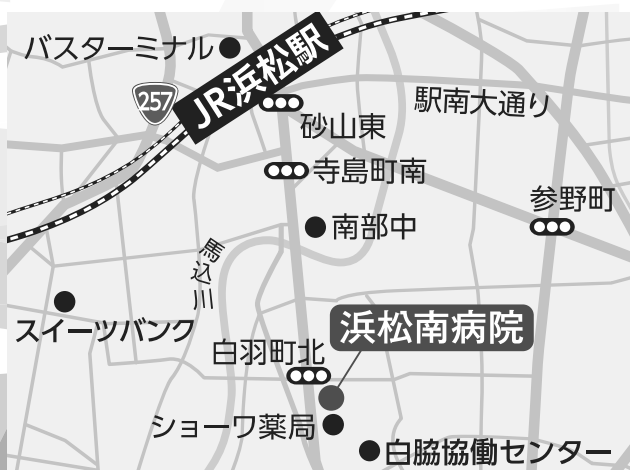 バスターミナル
JR浜松駅
257
駅南大通り
砂山東
寺島町南
参野町
南部中
馬込川
スイーツバンク
浜松南病院
白羽町北
ショーワ薬局
白脇協働センター